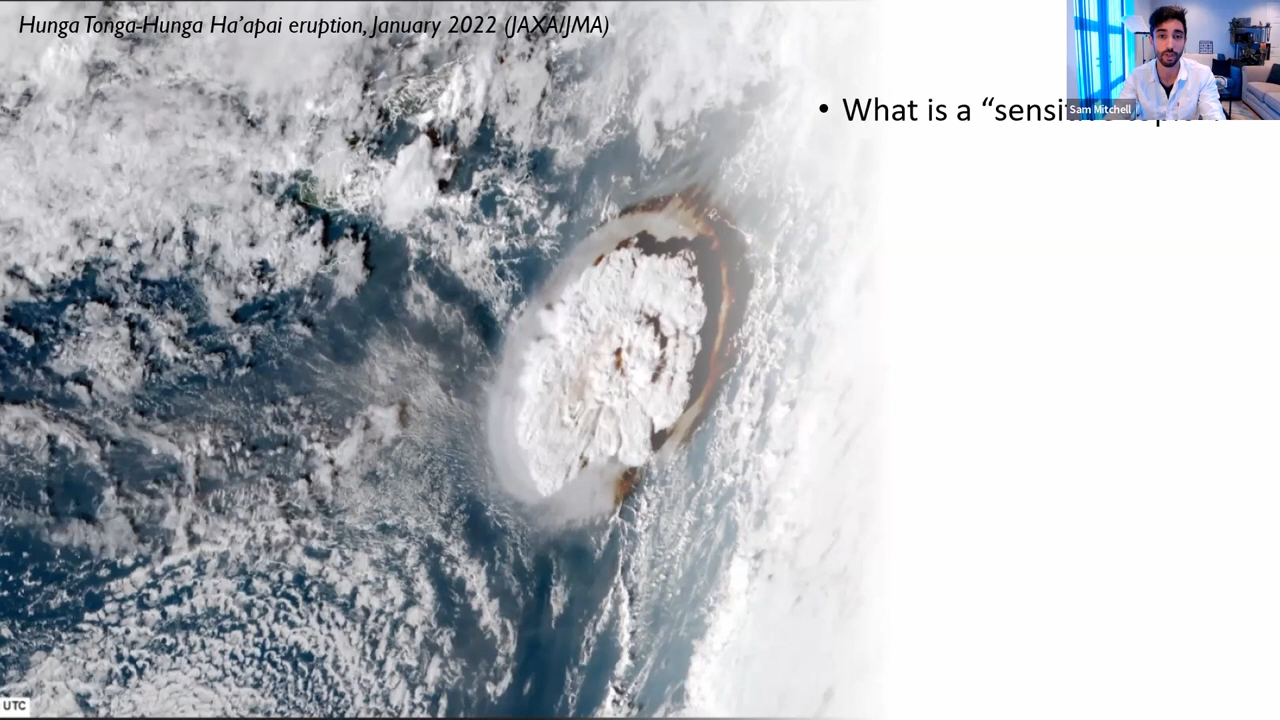 Hunga Tonga-Hunga Ha'apai eruption, January 2022 (JAXA/JMA)
• What is a “sensi
Sam Mitchell
UTC